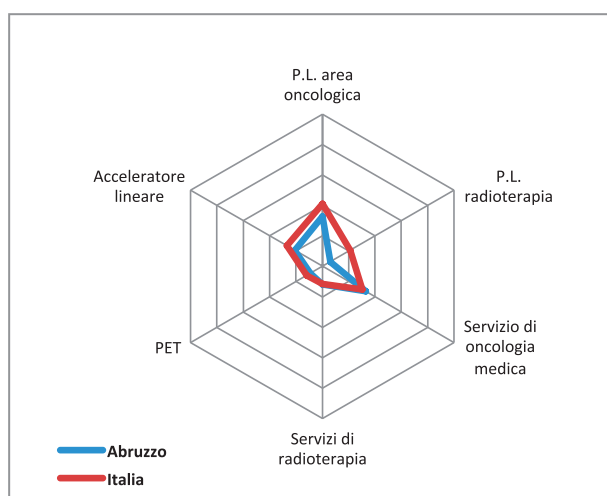 P.L. area
oncologica
Acceleratore
lineare
P.L.
radioterapia
PET
Servizio di
oncologia
medica
Servizi di
radioterapia
Abruzzo
Italia